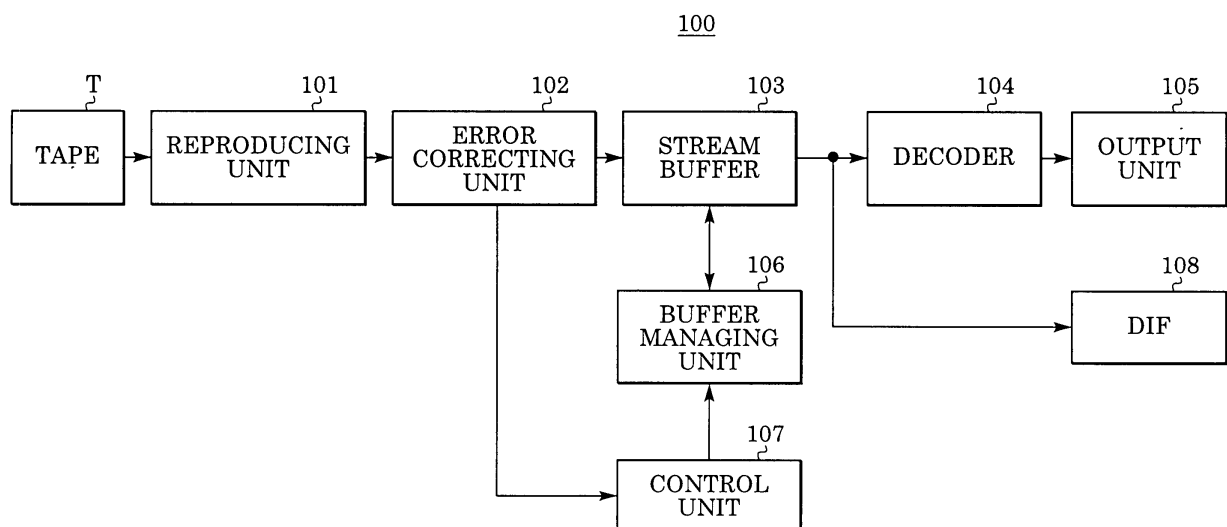 100
T
101
102
103
104
105
TAPE
REPRODUCING
UNIT
ERROR
CORRECTING
UNIT
STREAM
BUFFER
DECODER
OUTPUT
UNIT
106
108
BUFFER
MANAGING
UNIT
DIF
107
CONTROL
UNIT